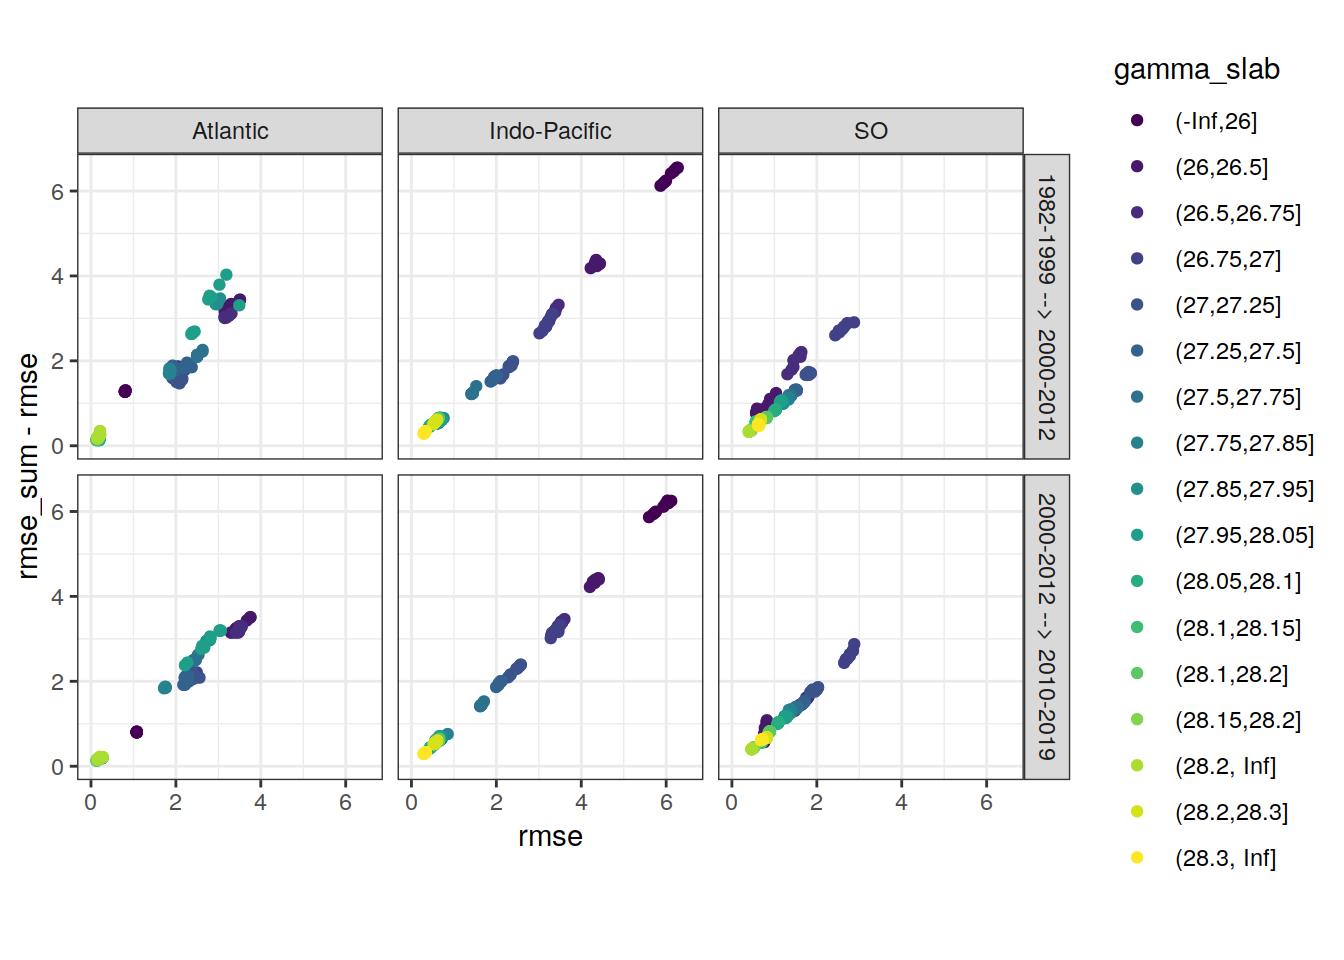 Atlantic
Indo-Pacific
SO
6
4
2
0
1982-1999 --> 2000-2012
6
4
2
0
2000-2012 --> 2010-2019
0 2 4 6
0 2 4 6
0 2 4 6
rmse
rmse_sum - rmse
gamma_slab
(-Inf,26]
(26,26.5]
(26.5,26.75]
(26.75,27]
(27,27.25]
(27.25,27.5]
(27.5,27.75]
(27.75,27.85]
(27.85,27.95]
(27.95,28.05]
(28.05,28.1]
(28.1,28.15]
(28.1,28.2]
(28.15,28.2]
(28.2, Inf]
(28.2,28.3]
(28.3, Inf]